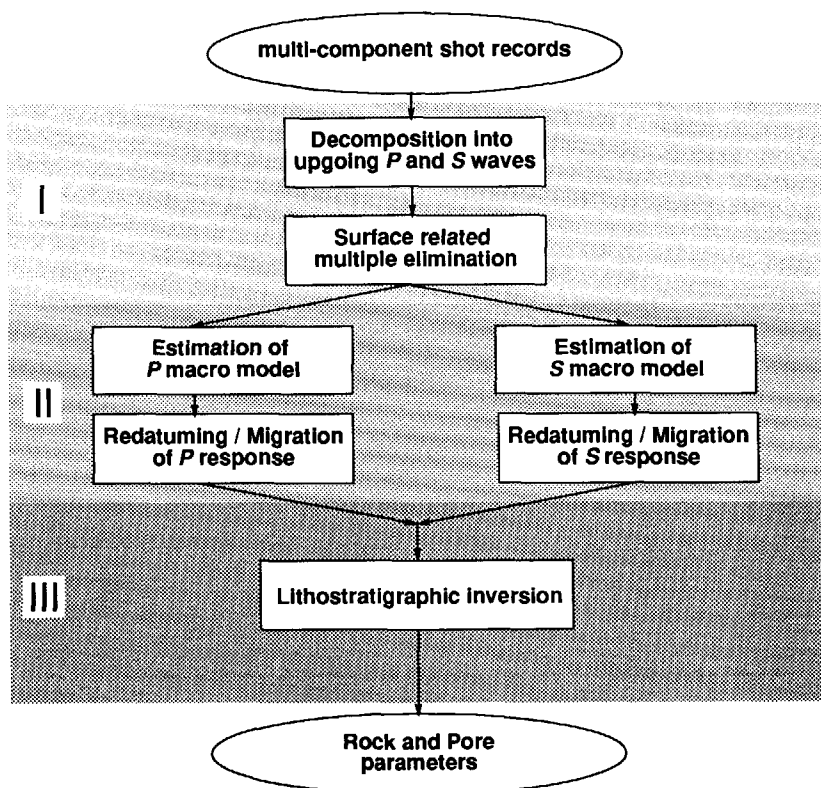 multi-component shot records
Decomposition into
upgoing P and S waves
I
Surface related
multiple elimination
Estimation of
P macro model
Estimation of
S macro model
II
Redatuming / Migration
of P response
Redatuming / Migration
of S response
III
Lithostratigraphic inversion
Rock and Pore
parameters